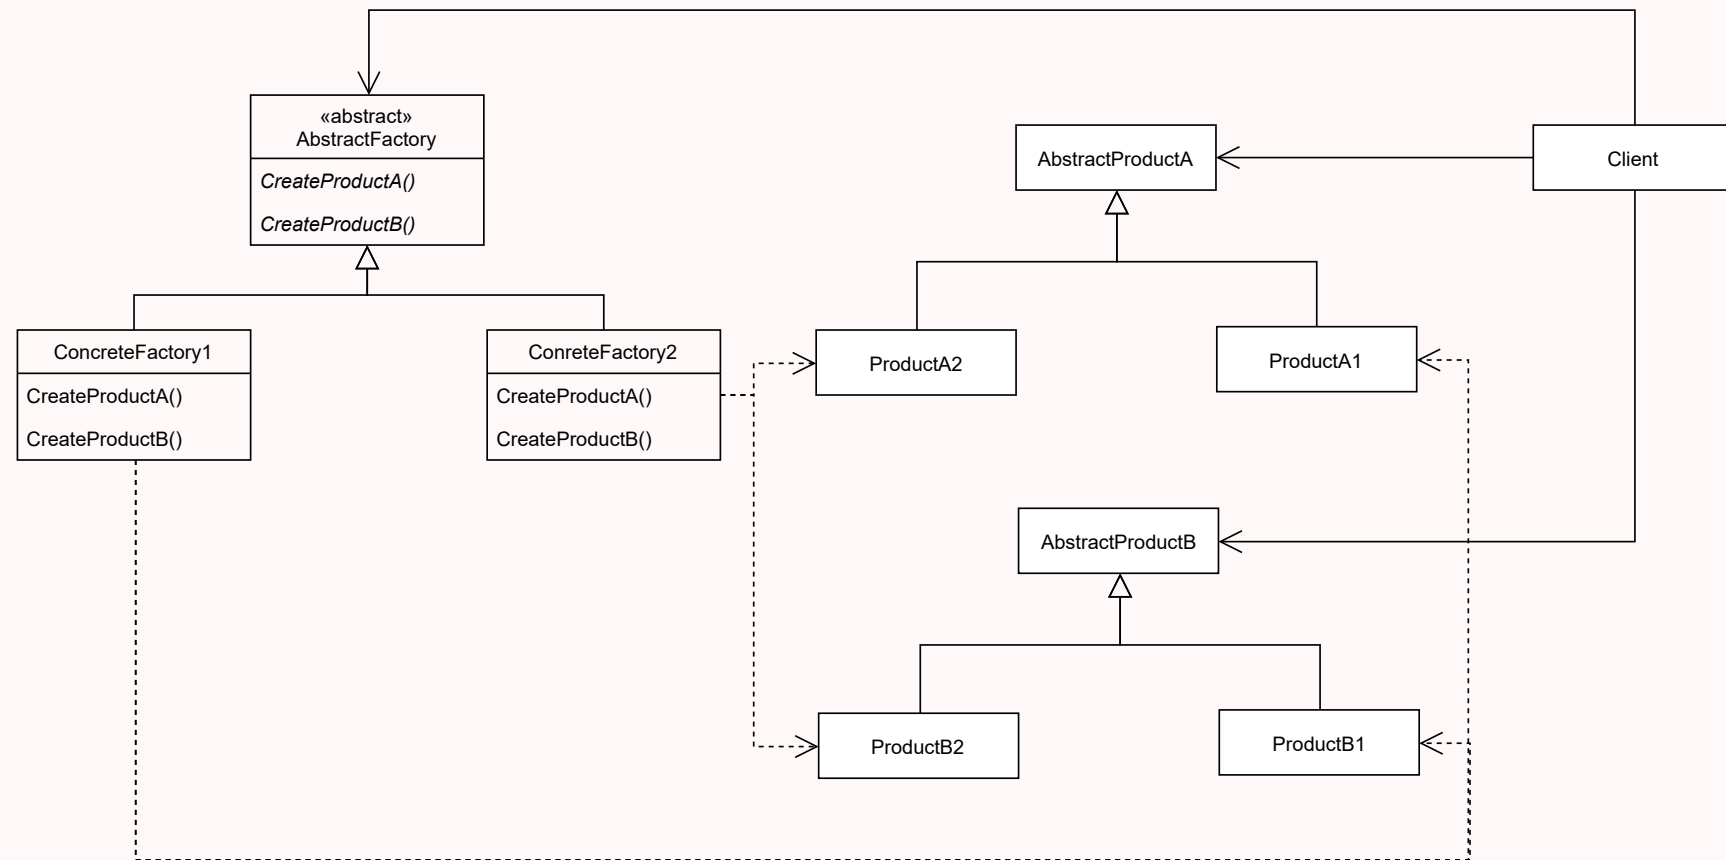 «abstract»
AbstractFactory
CreateProductA()
CreateProductB()
AbstractProductA
Client
ConcreteFactory1
CreateProductA()
CreateProductB()
ConreteFactory2
CreateProductA()
CreateProductB()
ProductA2
ProductA1
AbstractProductB
ProductB2
ProductB1